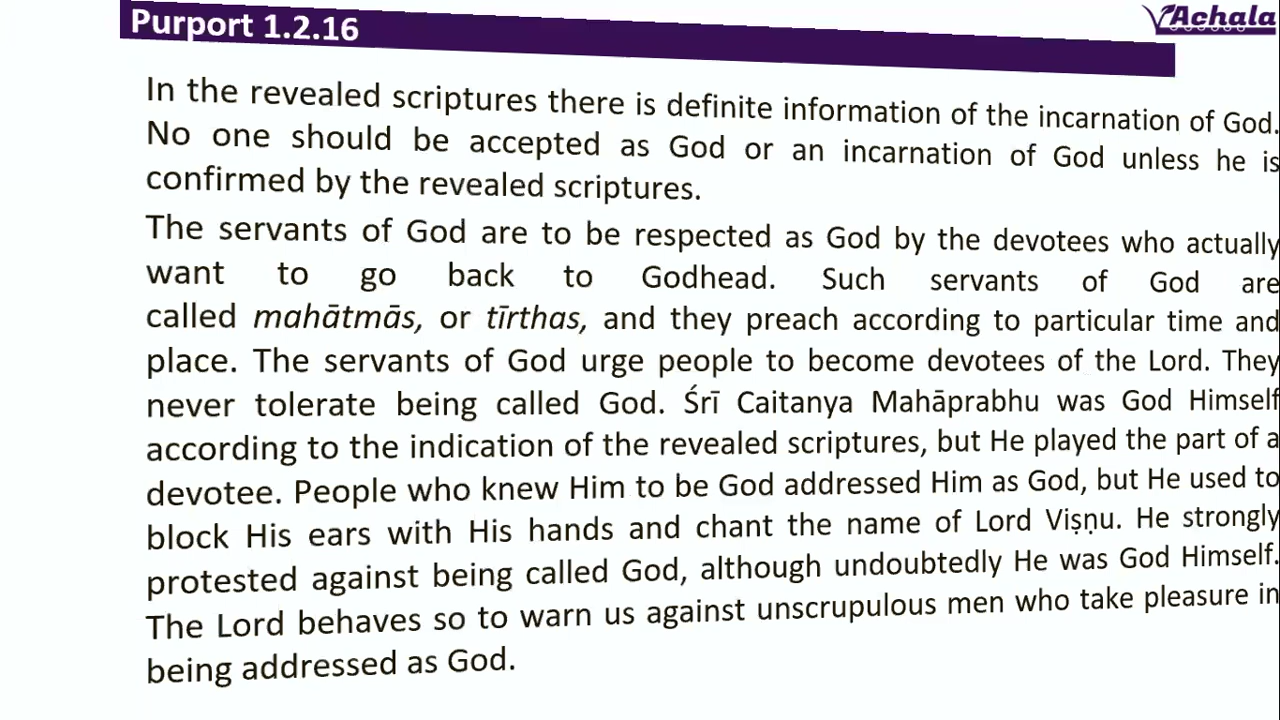 Purport 1.2.16
Achala
In the revealed scriptures there is definite information of the incarnation of God.
No one should be accepted as God or an incarnation of God unless he is
confirmed by the revealed scriptures.
The servants of God are to be respected as God by the devotees who actually
want to go back to Godhead. Such servants of God are
called mahātmās, or tīrthas, and they preach according to particular time and
place. The servants of God urge people to become devotees of the Lord. They
never tolerate being called God. Śrī Caitanya Mahāprabhu was God Himself
according to the indication of the revealed scriptures, but He played the part of a
devotee. People who knew Him to be God addressed Him as God, but He used to
block His ears with His hands and chant the name of Lord Viṣṇu. He strongly
protested against being called God, although undoubtedly He was God Himself.
The Lord behaves so to warn us against unscrupulous men who take pleasure in
being addressed as God.